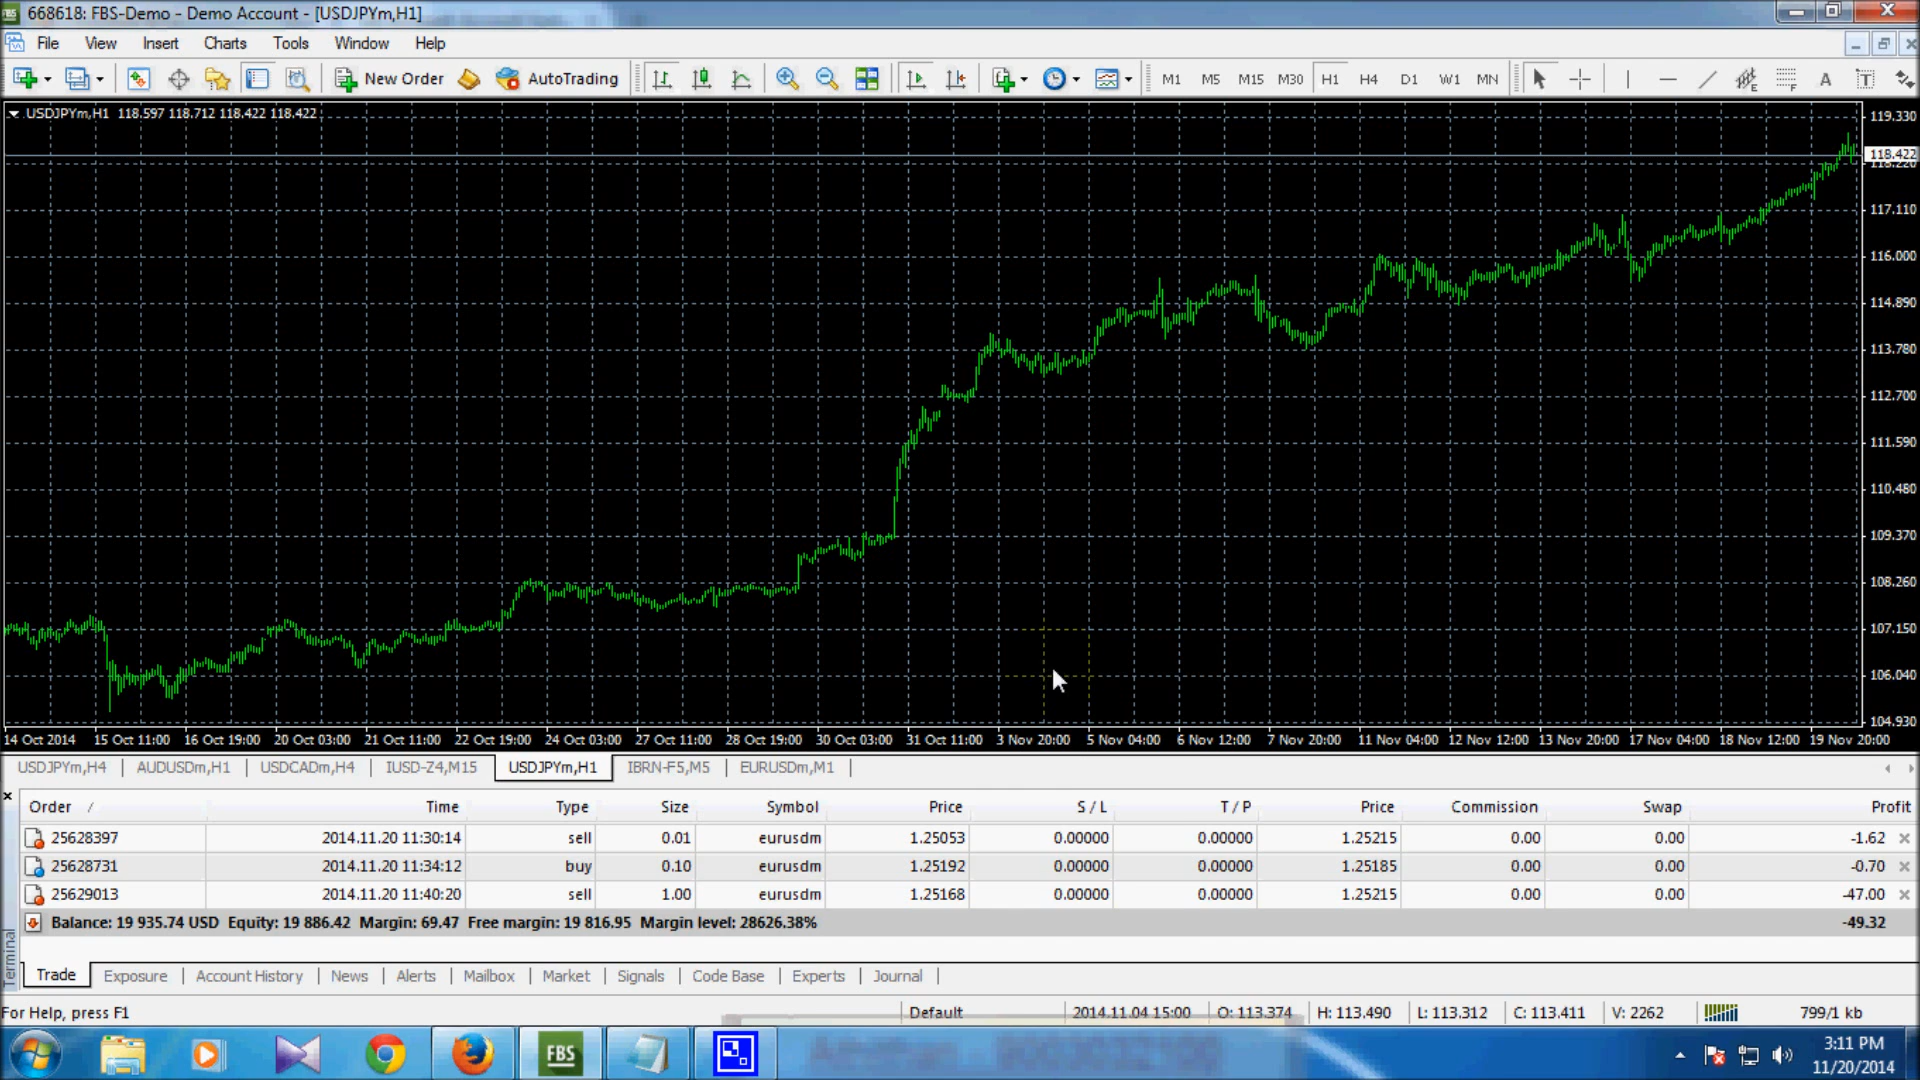 668618: FBS-Demo - Demo Account - [USDJPYm,H1]
File View Insert Charts Tools Window Help
New Order AutoTrading M1 M5 M15 M30 H1 H4 D1 W1 MN A T
USDJPYm,H1 118.597 118.712 118.422 118.422
119.330
118.422
118.220
117.110
116.000
114.890
113.780
112.700
111.590
110.480
109.370
108.260
107.150
106.040
104.930
14 Oct 2014 15 Oct 11:00 16 Oct 19:00 20 Oct 03:00 21 Oct 11:00 22 Oct 19:00 24 Oct 03:00 27 Oct 11:00 28 Oct 19:00 30 Oct 03:00 31 Oct 11:00 3 Nov 20:00 5 Nov 04:00 6 Nov 12:00 7 Nov 20:00 11 Nov 04:00 12 Nov 12:00 13 Nov 20:00 17 Nov 04:00 18 Nov 12:00 19 Nov 20:00
USDJPYm,H4 AUDUSDm,H1 USDCADm,H4 IUSD-Z4,M15 USDJPYm,H1 IBRN-F5,M5 EURUSDm,M1
Order / Time Type Size Symbol Price S / L T / P Price Commission Swap Profit
25628397 2014.11.20 11:30:14 sell 0.01 eurusdm 1.25053 0.00000 0.00000 1.25215 0.00 0.00 -1.62
25628731 2014.11.20 11:34:12 buy 0.10 eurusdm 1.25192 0.00000 0.00000 1.25185 0.00 0.00 -0.70
25629013 2014.11.20 11:40:20 sell 1.00 eurusdm 1.25168 0.00000 0.00000 1.25215 0.00 0.00 -47.00
Balance: 19 935.74 USD Equity: 19 886.42 Margin: 69.47 Free margin: 19 816.95 Margin level: 28626.38% -49.32
Terminal
Trade Exposure Account History News Alerts Mailbox Market Signals Code Base Experts Journal
For Help, press F1 Default 2014.11.04 15:00 O: 113.374 H: 113.490 L: 113.312 C: 113.411 V: 2262 799/1 kb
FBS
3:11 PM
11/20/2014